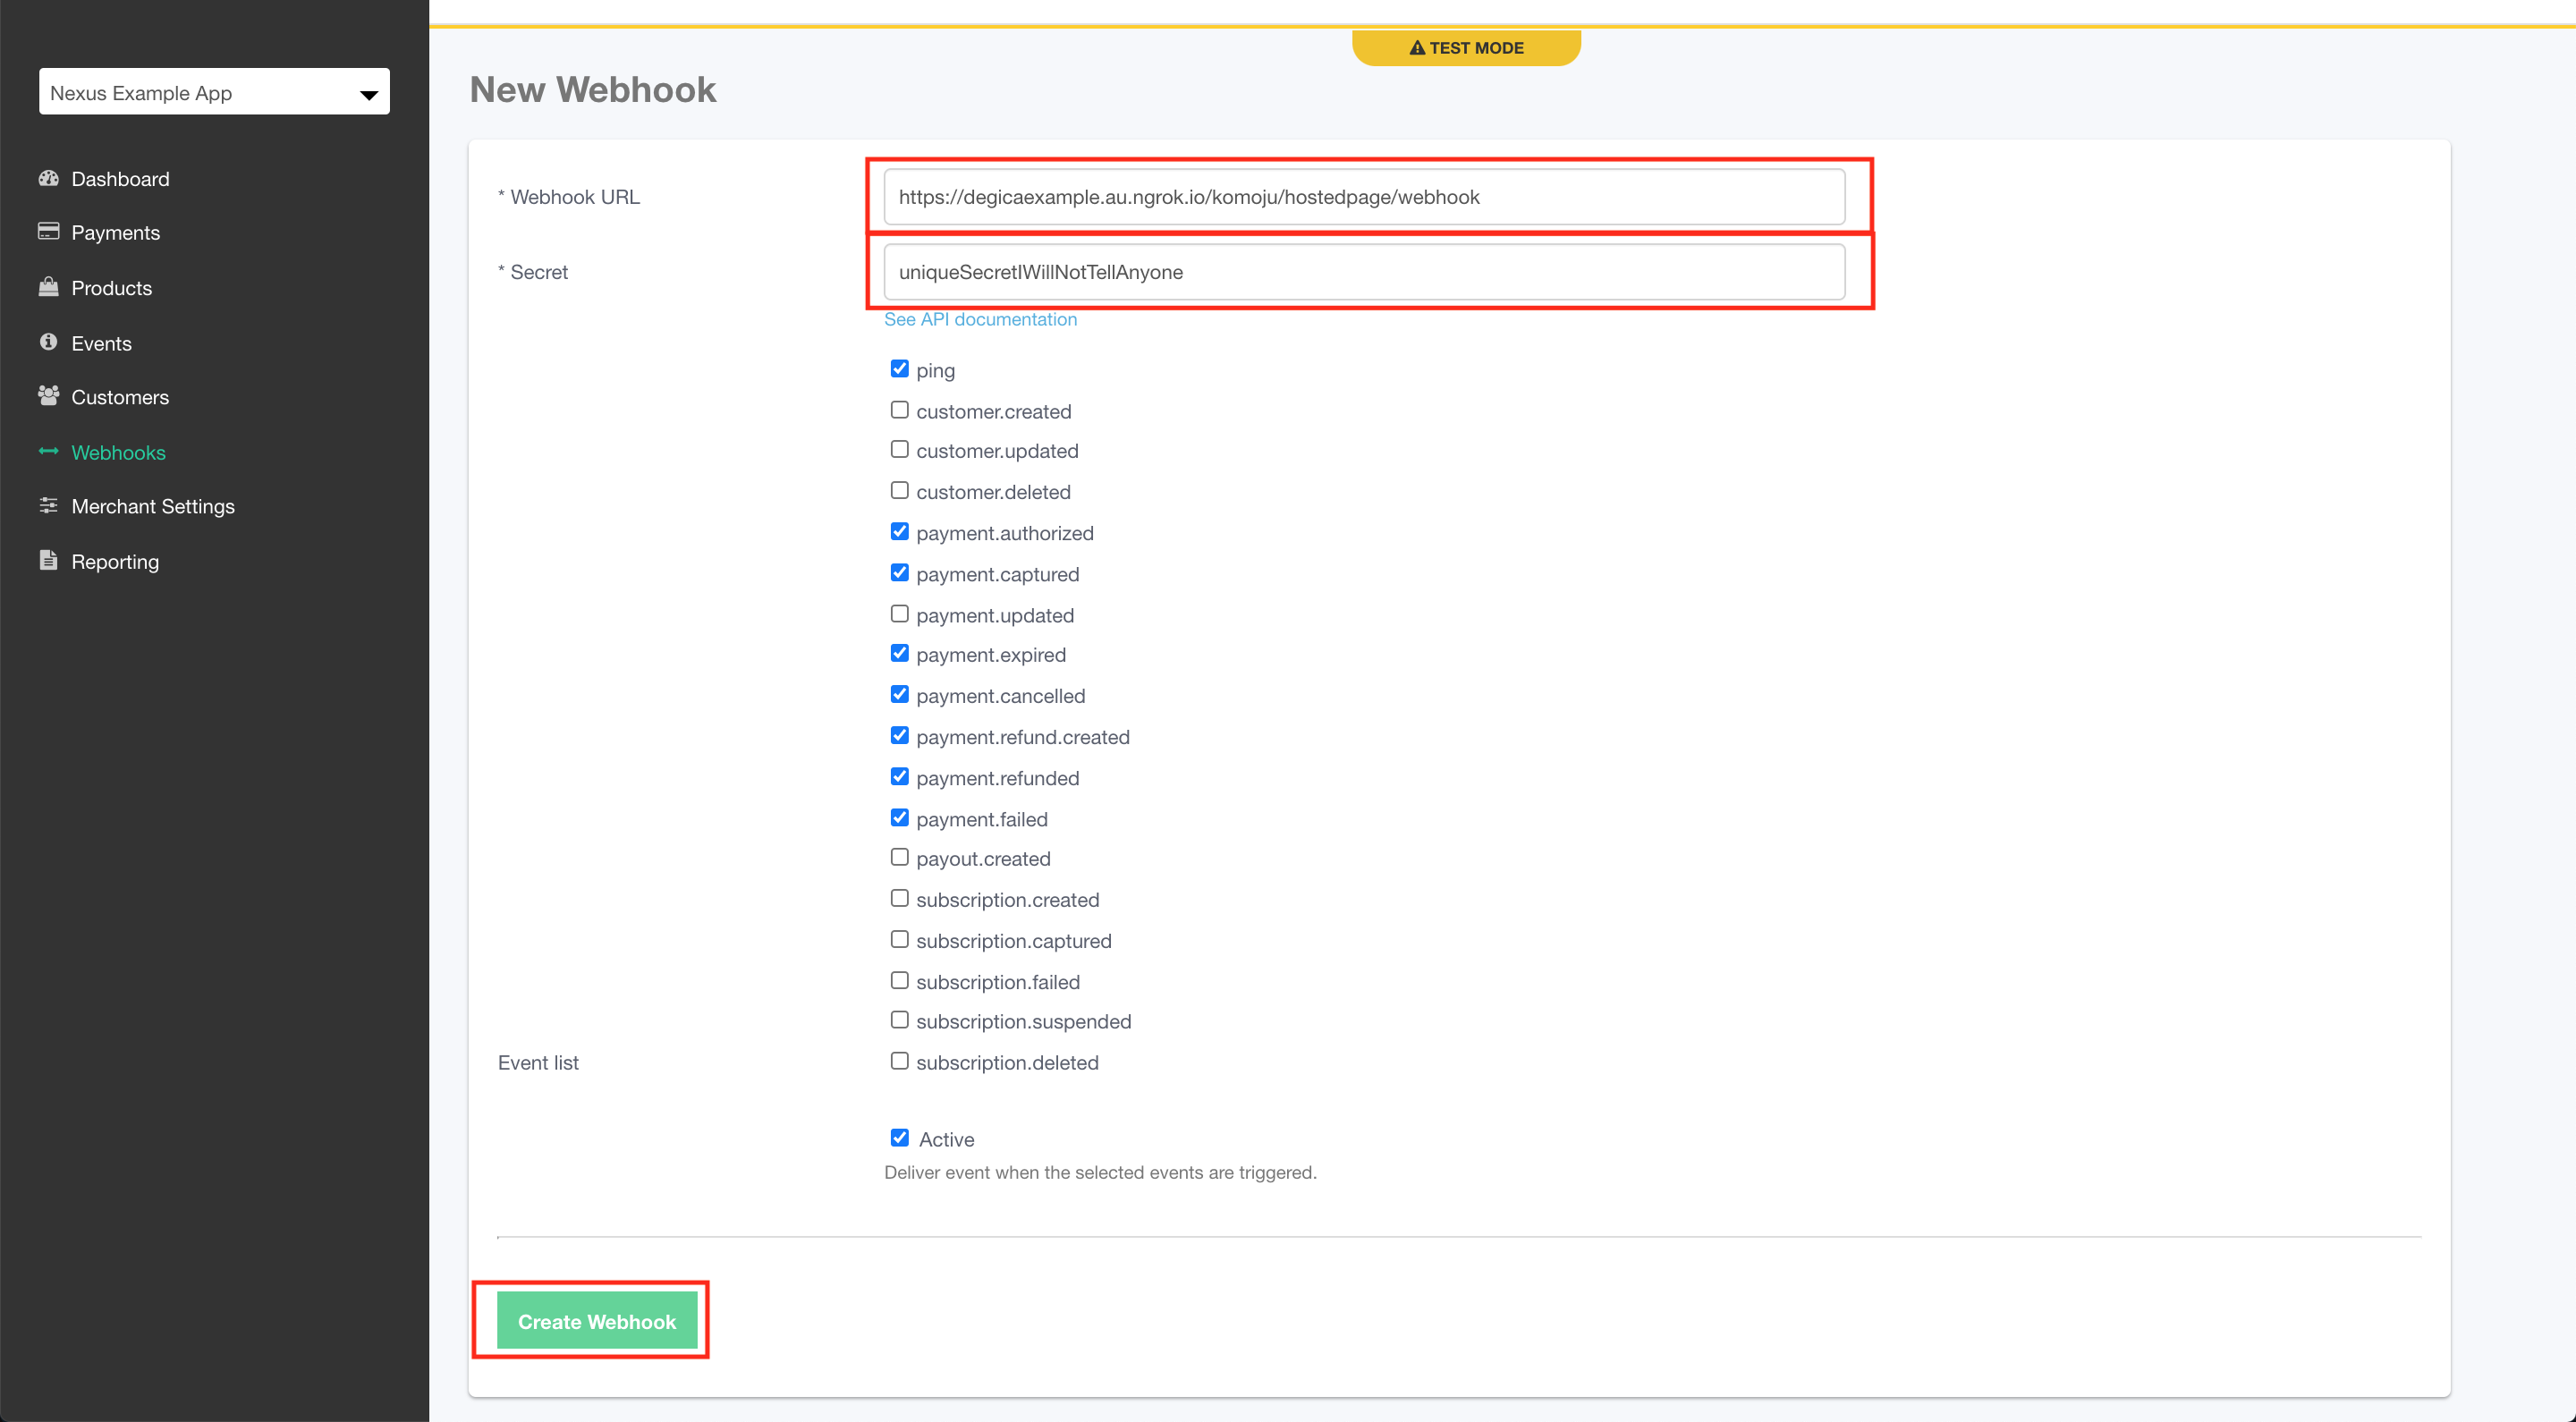 Nexus Example App
Dashboard
Payments
Products
Events
Customers
Webhooks
Merchant Settings
Reporting
TEST MODE
New Webhook
* Webhook URL
https://degicaexample.au.ngrok.io/komoju/hostedpage/webhook
* Secret
uniqueSecretIWillNotTellAnyone
See API documentation
ping
customer.created
customer.updated
customer.deleted
payment.authorized
payment.captured
payment.updated
payment.expired
payment.cancelled
payment.refund.created
payment.refunded
payment.failed
payout.created
subscription.created
subscription.captured
subscription.failed
subscription.suspended
Event list
subscription.deleted
Active
Deliver event when the selected events are triggered.
Create Webhook